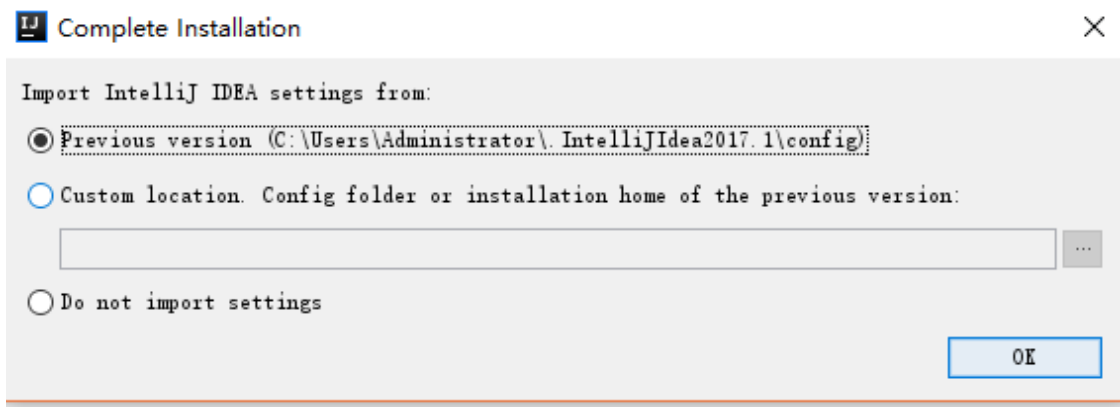 IJ
Complete Installation
Import IntelliJ IDEA settings from:
Previous version (C:\Users\Administrator\.IntelliJIdea2017.1\config)
Custom location. Config folder or installation home of the previous version:
...
Do not import settings
OK